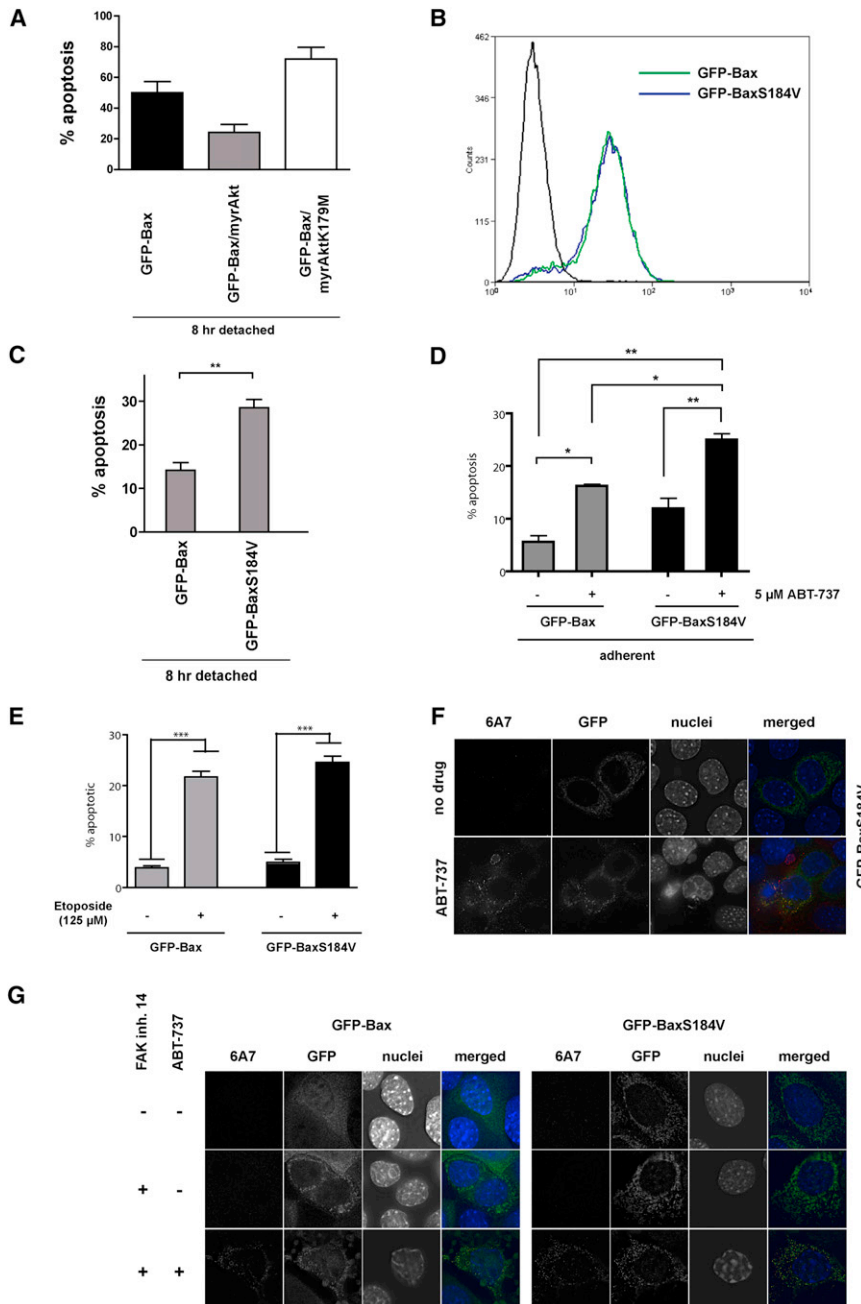 A
% apoptosis
100
80
60
40
20
0
GFP-Bax
GFP-Bax/myrAkt
GFP-Bax/
myrAktK179M
8 hr detached
B
462
346
231
115
0
Counts
10⁰ 10¹ 10² 10³ 10⁴
GFP-Bax
GFP-BaxS184V
C
% apoptosis
30
20
10
0
**
GFP-Bax
GFP-BaxS184V
8 hr detached
D
% apoptosis
30
20
10
0
**
*
**
*
- + - + 5 µM ABT-737
GFP-Bax GFP-BaxS184V
adherent
E
% apoptotic
30
20
10
0
*** ***
Etoposide
(125 µM)
- + - +
GFP-Bax GFP-BaxS184V
F
6A7 GFP nuclei merged
no drug
ABT-737
GFP-BaxS184V
G
FAK inh. 14
ABT-737
GFP-Bax GFP-BaxS184V
6A7 GFP nuclei merged 6A7 GFP nuclei merged
- -
+ -
+ +